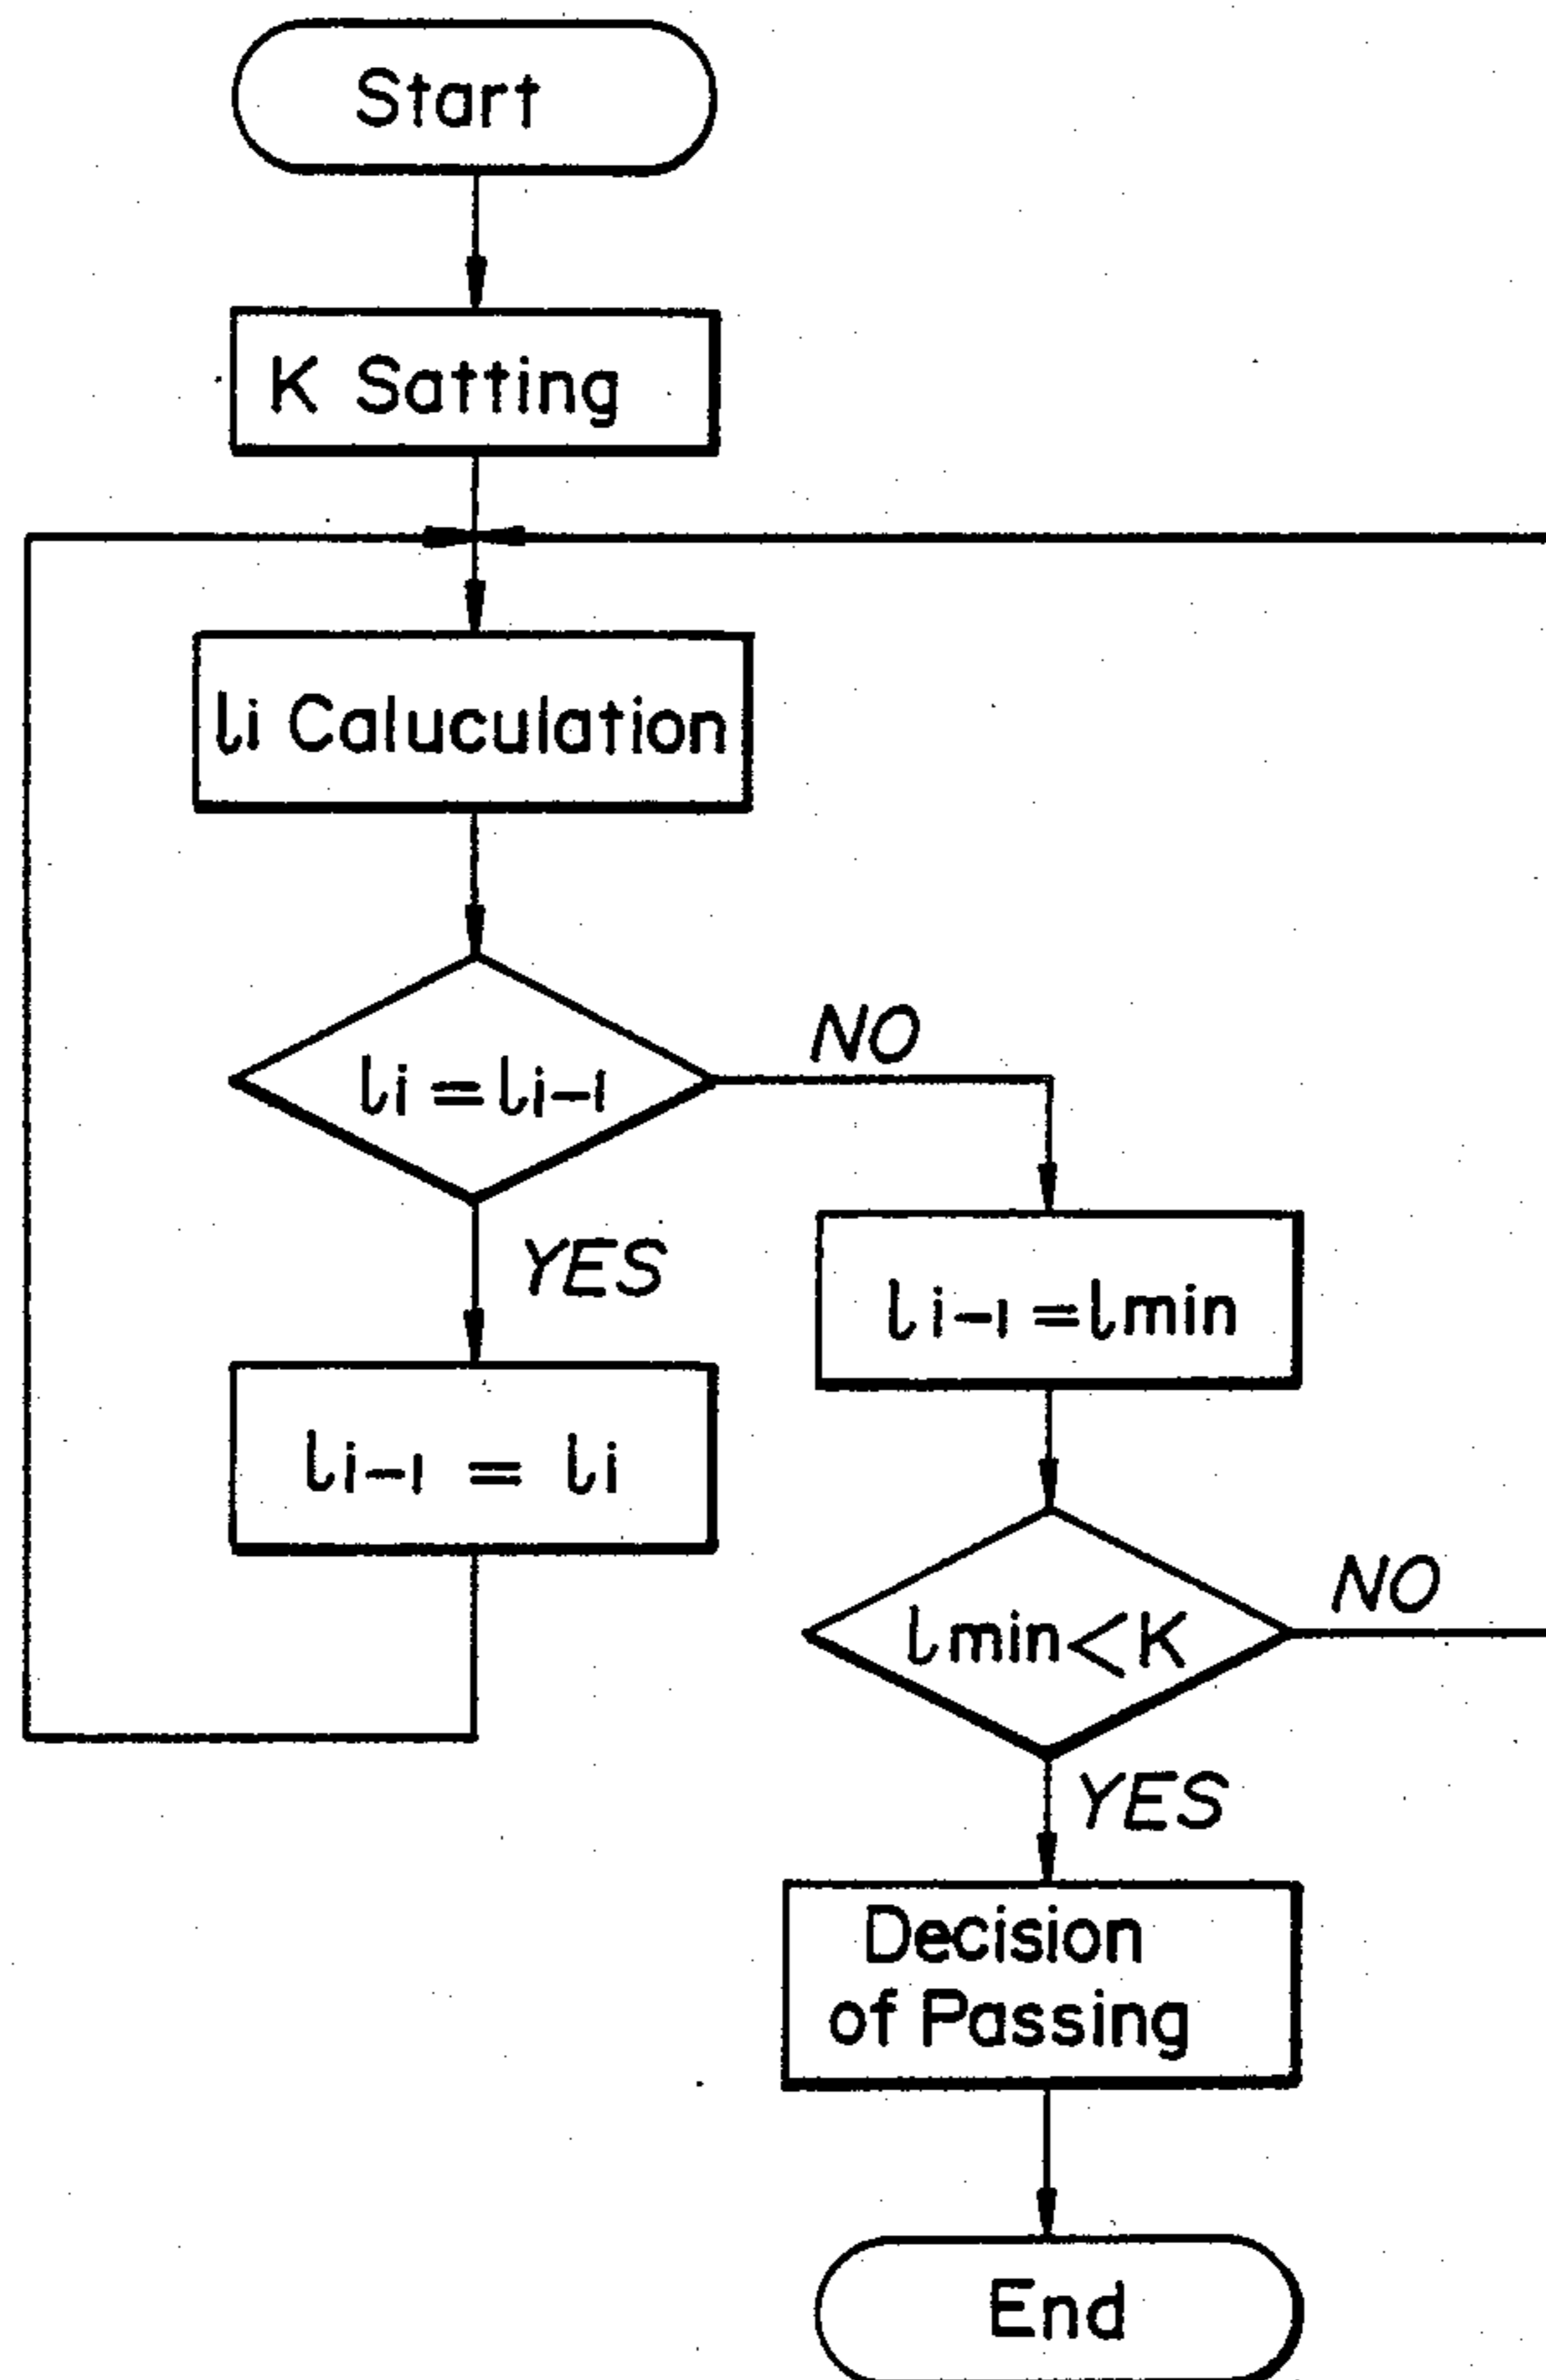 Start
K Satting
li Caluculation
li = li-1
NO
YES
li-1 = lmin
li-1 = li
lmin < K
NO
YES
Decision
of Passing
End